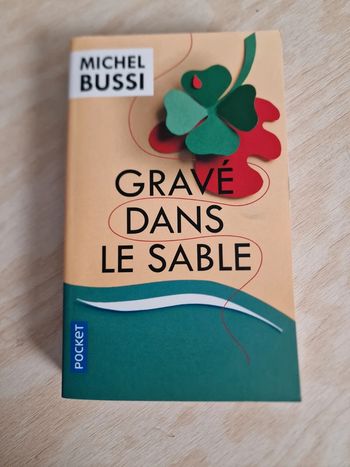 MICHEL
BUSSI
GRAVÉ
DANS
LE SABLE
POCKET